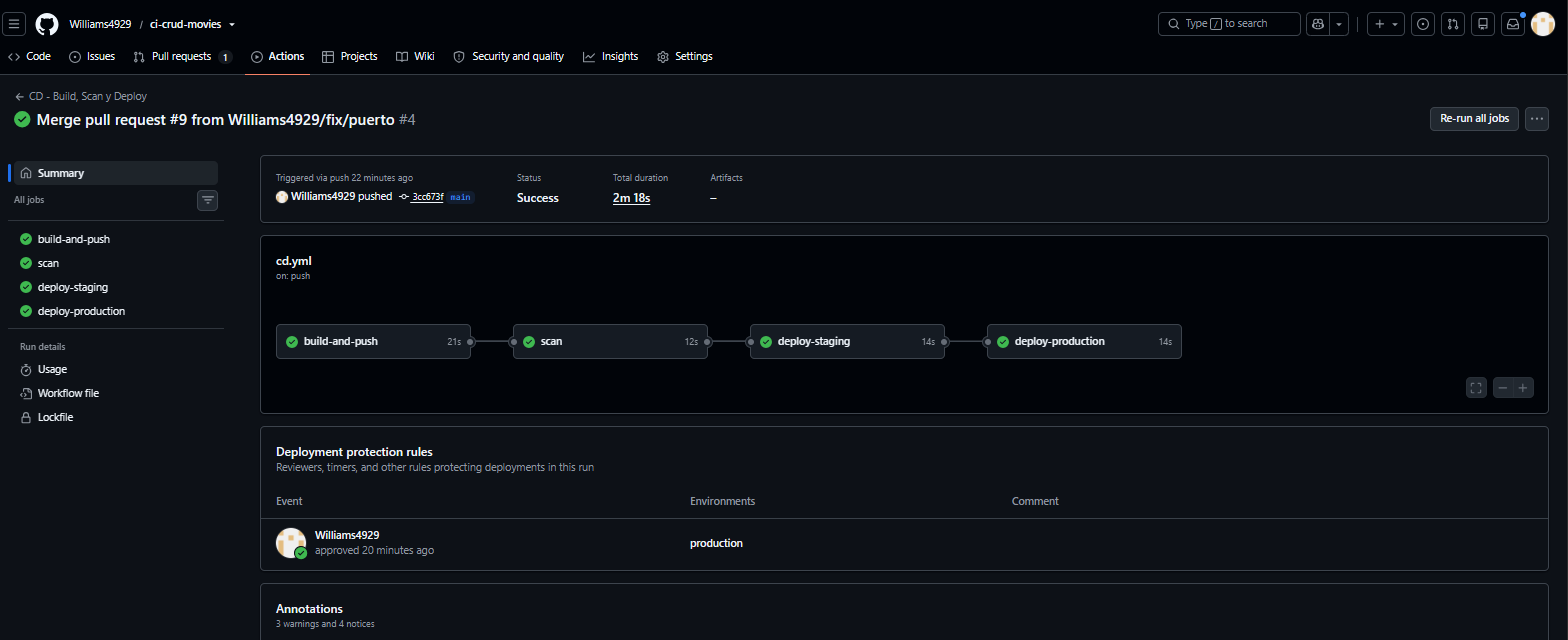 Williams4929 / ci-crud-movies
Type / to search
Code Issues Pull requests 1 Actions Projects Wiki Security and quality Insights Settings
CD - Build, Scan y Deploy
Merge pull request #9 from Williams4929/fix/puerto #4
Re-run all jobs
Summary
All jobs
build-and-push
scan
deploy-staging
deploy-production
Run details
Usage
Workflow file
Lockfile
Triggered via push 22 minutes ago
Williams4929 pushed 3cc673f main
Status
Success
Total duration
2m 18s
Artifacts
–
cd.yml
on: push
build-and-push 21s
scan 12s
deploy-staging 14s
deploy-production 14s
Deployment protection rules
Reviewers, timers, and other rules protecting deployments in this run
Event Environments Comment
Williams4929
approved 20 minutes ago
production
Annotations
3 warnings and 4 notices